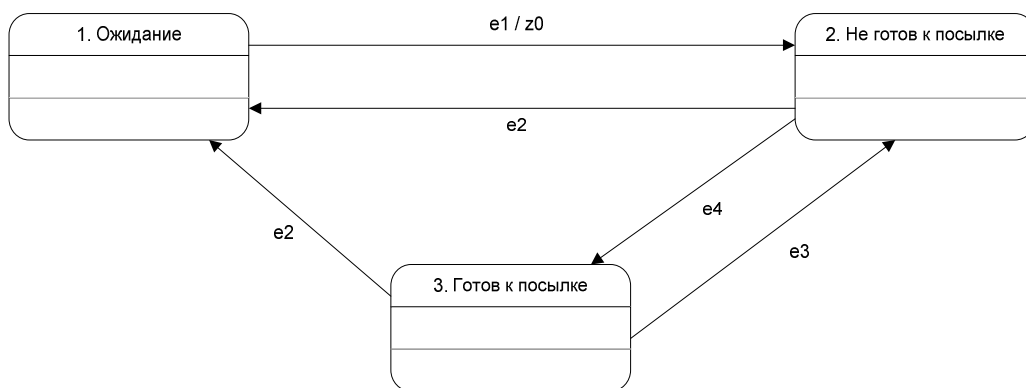 1. Ожидание
e1 / z0
2. Не готов к посылке
e2
e4
e2
e3
3. Готов к посылке